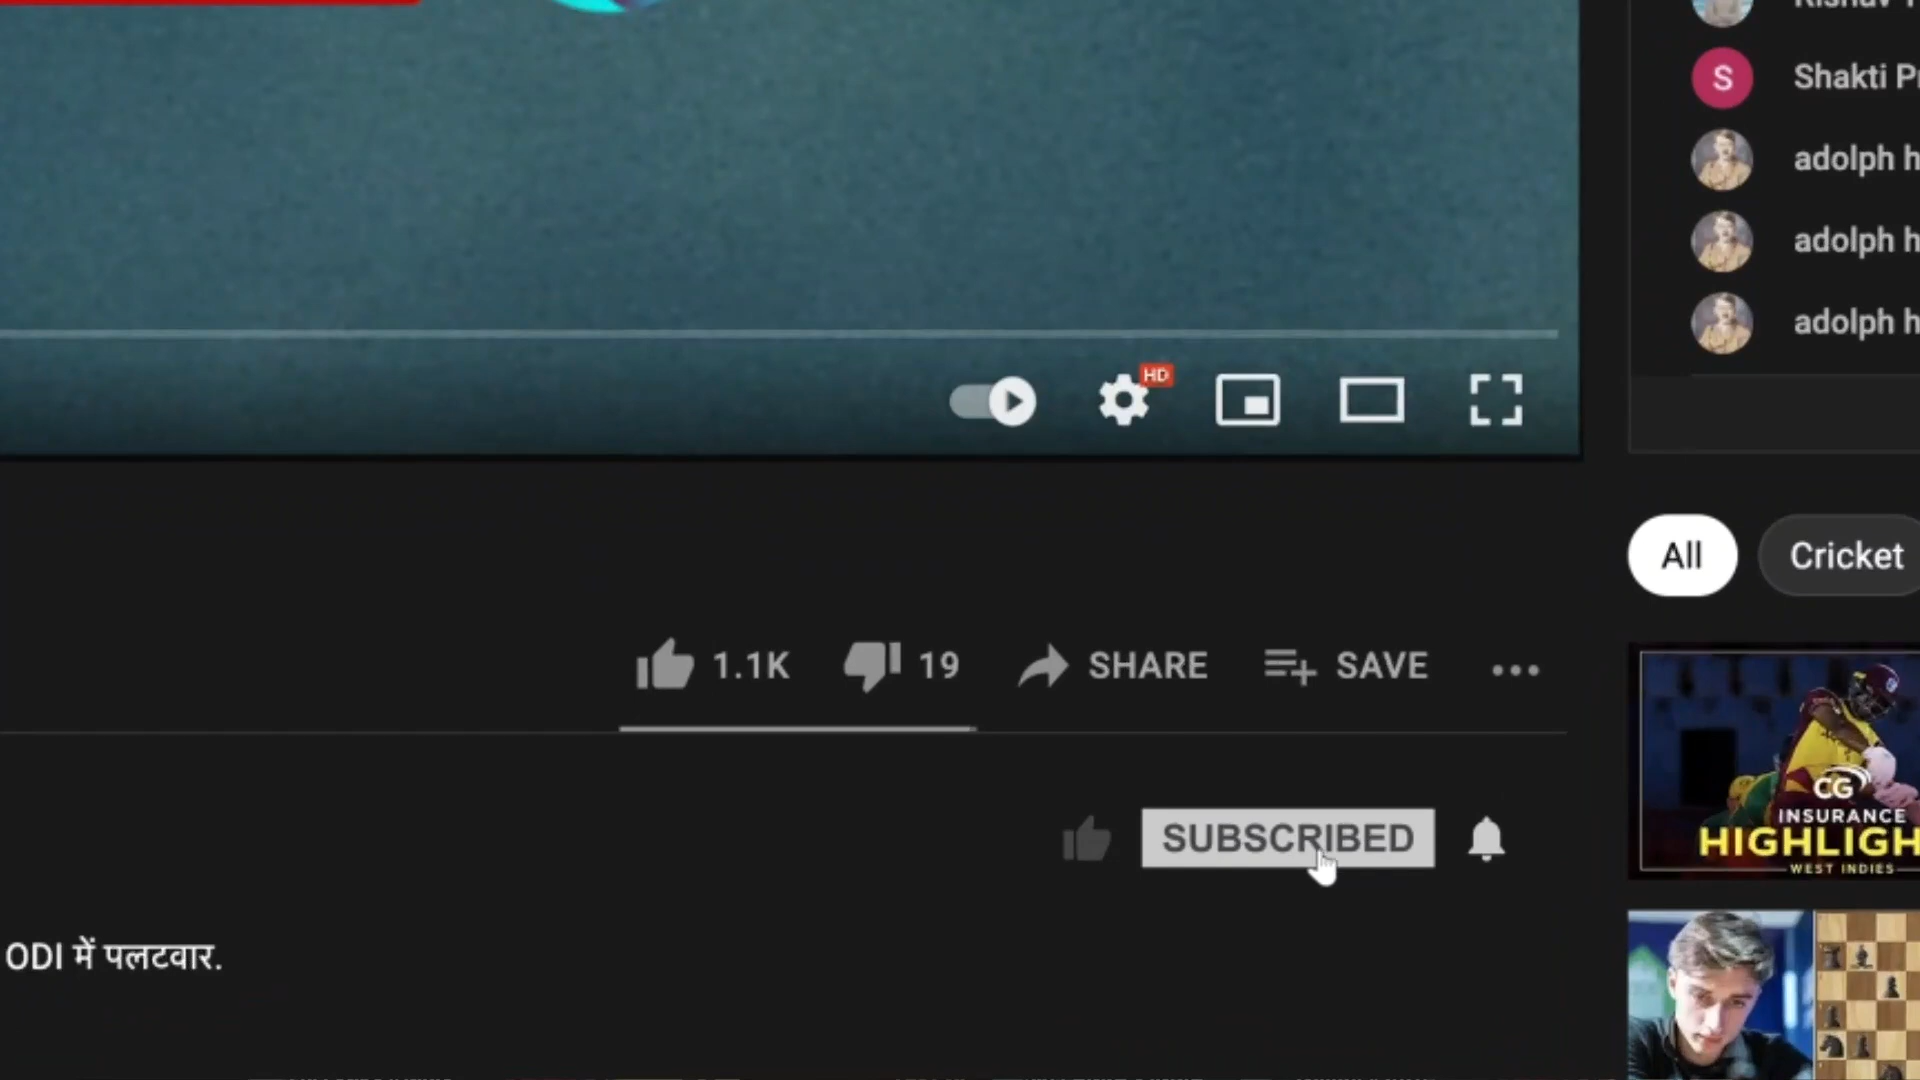 Shakti
S
adolph
adolph
adolph
HD
All
Cricket
1.1K
19
SHARE
SAVE
CG
INSURANCE
HIGHLIGH
WEST INDIES
SUBSCRIBED
ODI में पलटवार.